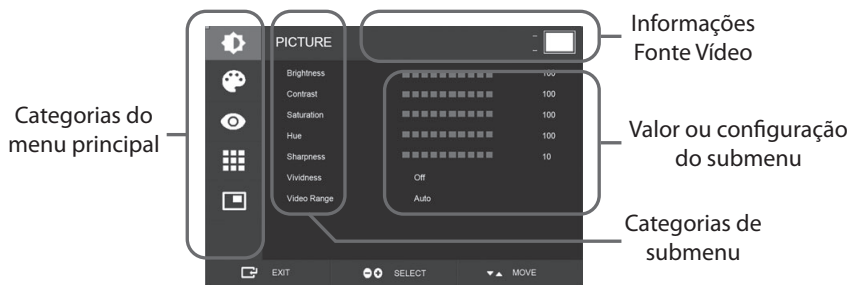 Informações
Fonte Vídeo
PICTURE
Brightness 100
Contrast 100
Saturation 100
Hue 100
Sharpness 10
Vividness Off
Video Range Auto
Categorias do
menu principal
Valor ou configuração
do submenu
Categorias de
submenu
EXIT SELECT MOVE